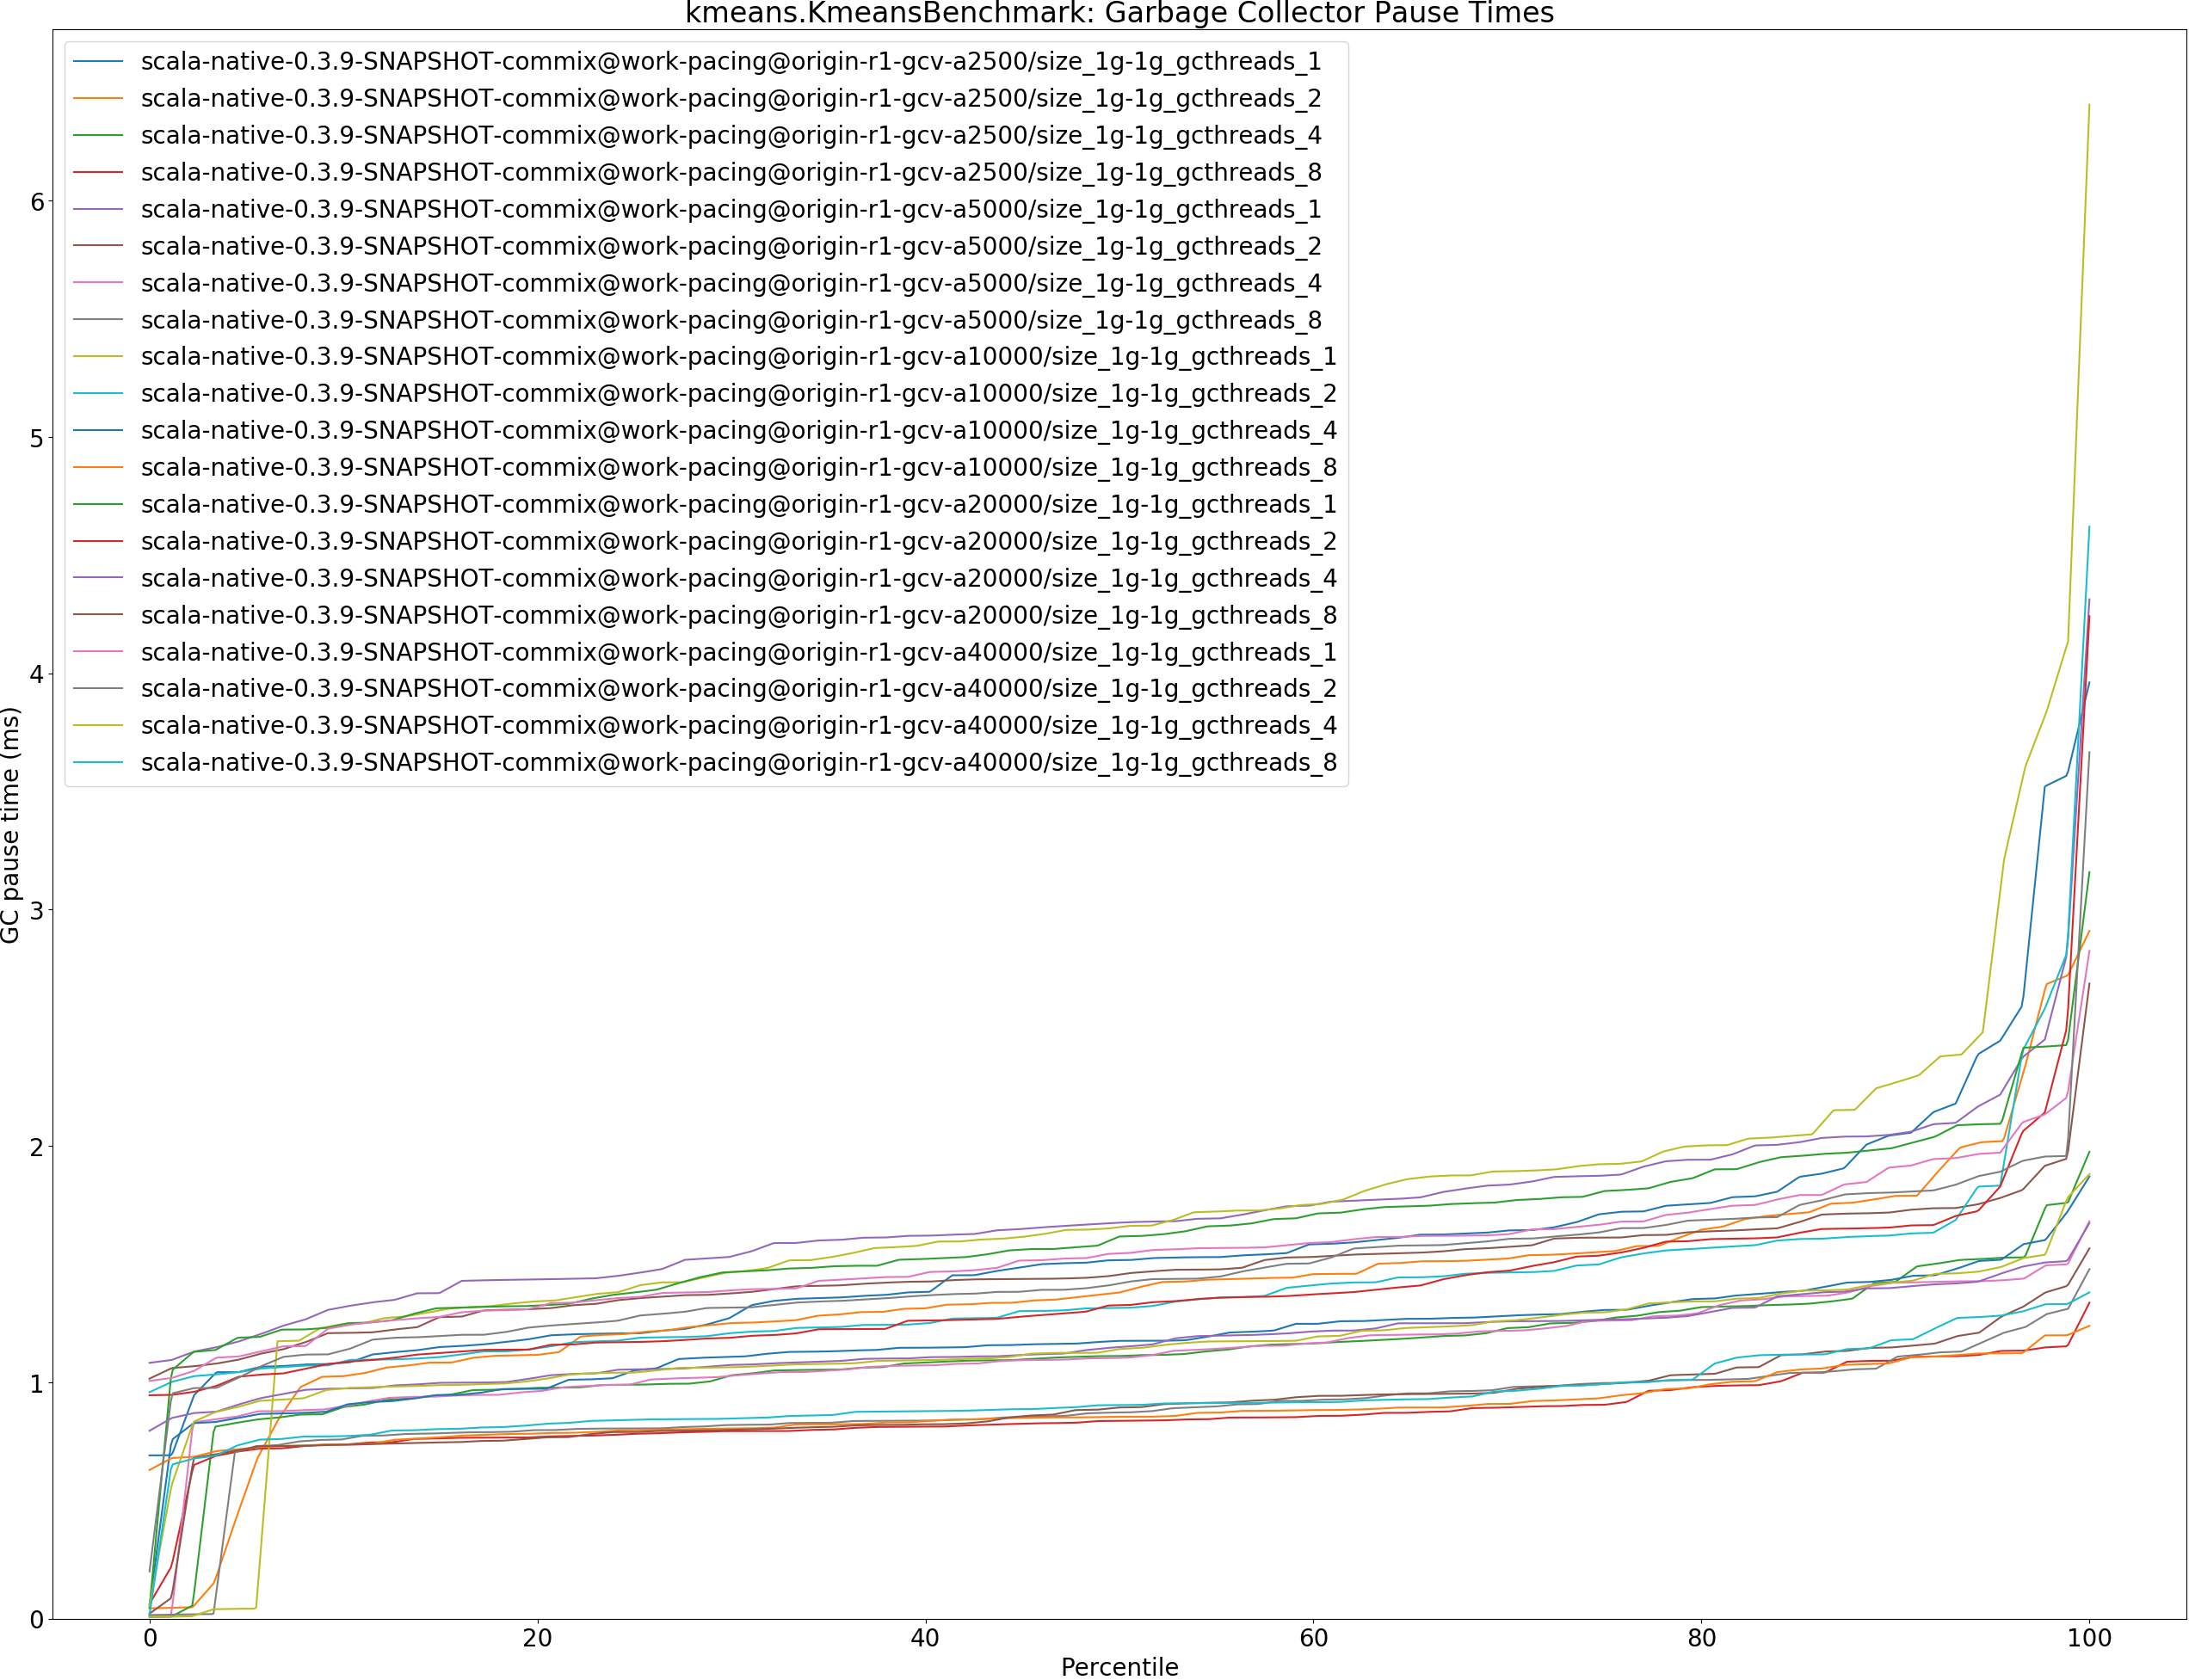 kmeans.KmeansBenchmark: Garbage Collector Pause Times
scala-native-0.3.9-SNAPSHOT-commix@work-pacing@origin-r1-gcv-a2500/size_1g-1g_gcthreads_1
scala-native-0.3.9-SNAPSHOT-commix@work-pacing@origin-r1-gcv-a2500/size_1g-1g_gcthreads_2
scala-native-0.3.9-SNAPSHOT-commix@work-pacing@origin-r1-gcv-a2500/size_1g-1g_gcthreads_4
scala-native-0.3.9-SNAPSHOT-commix@work-pacing@origin-r1-gcv-a2500/size_1g-1g_gcthreads_8
scala-native-0.3.9-SNAPSHOT-commix@work-pacing@origin-r1-gcv-a5000/size_1g-1g_gcthreads_1
scala-native-0.3.9-SNAPSHOT-commix@work-pacing@origin-r1-gcv-a5000/size_1g-1g_gcthreads_2
scala-native-0.3.9-SNAPSHOT-commix@work-pacing@origin-r1-gcv-a5000/size_1g-1g_gcthreads_4
scala-native-0.3.9-SNAPSHOT-commix@work-pacing@origin-r1-gcv-a5000/size_1g-1g_gcthreads_8
scala-native-0.3.9-SNAPSHOT-commix@work-pacing@origin-r1-gcv-a10000/size_1g-1g_gcthreads_1
scala-native-0.3.9-SNAPSHOT-commix@work-pacing@origin-r1-gcv-a10000/size_1g-1g_gcthreads_2
scala-native-0.3.9-SNAPSHOT-commix@work-pacing@origin-r1-gcv-a10000/size_1g-1g_gcthreads_4
scala-native-0.3.9-SNAPSHOT-commix@work-pacing@origin-r1-gcv-a10000/size_1g-1g_gcthreads_8
scala-native-0.3.9-SNAPSHOT-commix@work-pacing@origin-r1-gcv-a20000/size_1g-1g_gcthreads_1
scala-native-0.3.9-SNAPSHOT-commix@work-pacing@origin-r1-gcv-a20000/size_1g-1g_gcthreads_2
scala-native-0.3.9-SNAPSHOT-commix@work-pacing@origin-r1-gcv-a20000/size_1g-1g_gcthreads_4
scala-native-0.3.9-SNAPSHOT-commix@work-pacing@origin-r1-gcv-a20000/size_1g-1g_gcthreads_8
scala-native-0.3.9-SNAPSHOT-commix@work-pacing@origin-r1-gcv-a40000/size_1g-1g_gcthreads_1
scala-native-0.3.9-SNAPSHOT-commix@work-pacing@origin-r1-gcv-a40000/size_1g-1g_gcthreads_2
scala-native-0.3.9-SNAPSHOT-commix@work-pacing@origin-r1-gcv-a40000/size_1g-1g_gcthreads_4
scala-native-0.3.9-SNAPSHOT-commix@work-pacing@origin-r1-gcv-a40000/size_1g-1g_gcthreads_8
GC pause time (ms)
6
5
4
3
2
1
0
0 20 40 60 80 100
Percentile